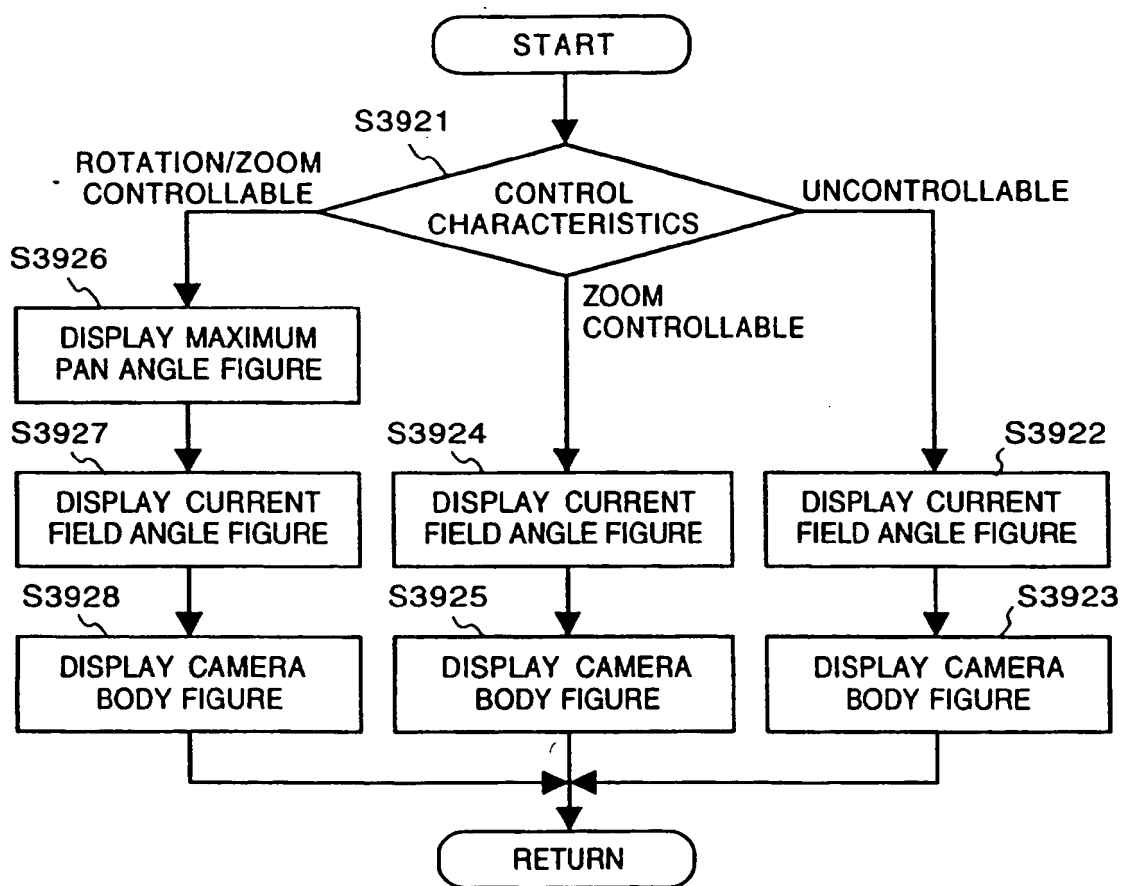 START
S3921
ROTATION/ZOOM
CONTROLLABLE
CONTROL
CHARACTERISTICS
UNCONTROLLABLE
ZOOM
CONTROLLABLE
S3926
DISPLAY MAXIMUM
PAN ANGLE FIGURE
S3927
DISPLAY CURRENT
FIELD ANGLE FIGURE
S3928
DISPLAY CAMERA
BODY FIGURE
S3924
DISPLAY CURRENT
FIELD ANGLE FIGURE
S3925
DISPLAY CAMERA
BODY FIGURE
S3922
DISPLAY CURRENT
FIELD ANGLE FIGURE
S3923
DISPLAY CAMERA
BODY FIGURE
RETURN